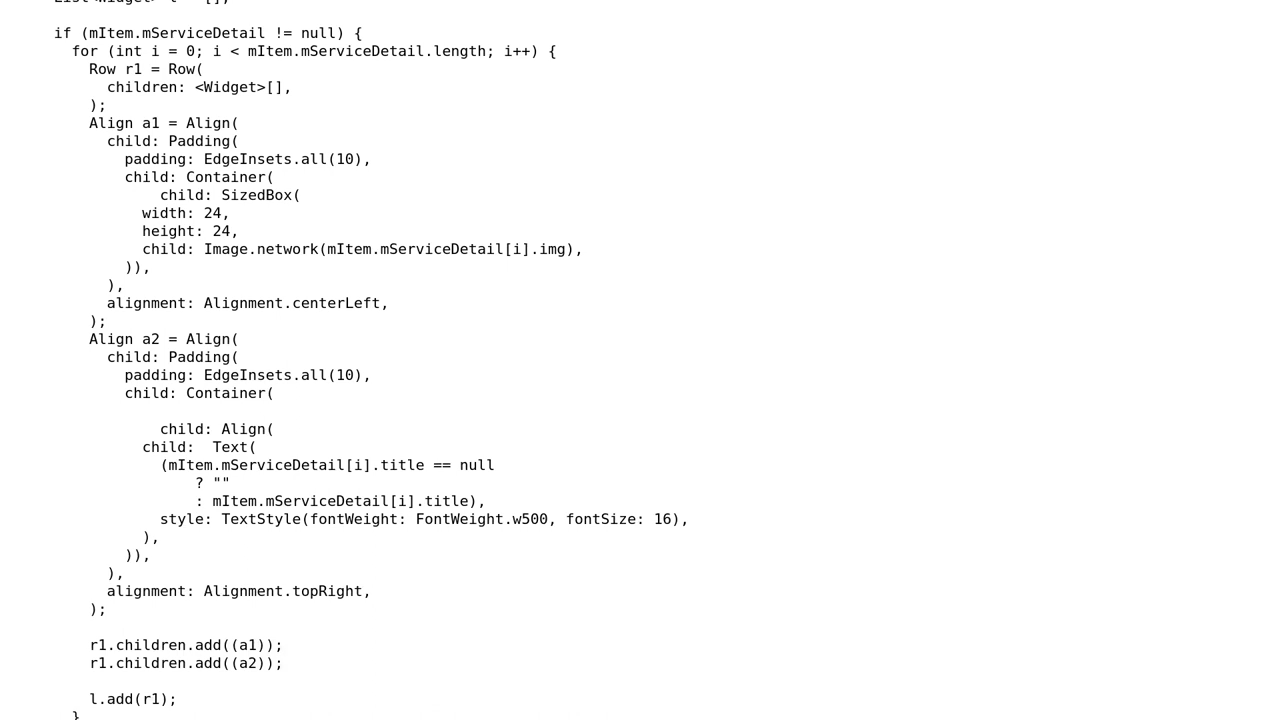 if (mItem.mServiceDetail != null) {
      for (int i = 0; i < mItem.mServiceDetail.length; i++) {
        Row r1 = Row(
          children: <Widget>[],
        );
        Align a1 = Align(
          child: Padding(
            padding: EdgeInsets.all(10),
            child: Container(
                child: SizedBox(
              width: 24,
              height: 24,
              child: Image.network(mItem.mServiceDetail[i].img),
            )),
          ),
          alignment: Alignment.centerLeft,
        );
        Align a2 = Align(
          child: Padding(
            padding: EdgeInsets.all(10),
            child: Container(

                child: Align(
              child:  Text(
                (mItem.mServiceDetail[i].title == null
                    ? ""
                    : mItem.mServiceDetail[i].title),
                style: TextStyle(fontWeight: FontWeight.w500, fontSize: 16),
              ),
            )),
          ),
          alignment: Alignment.topRight,
        );

        r1.children.add((a1));
        r1.children.add((a2));

        l.add(r1);
      }